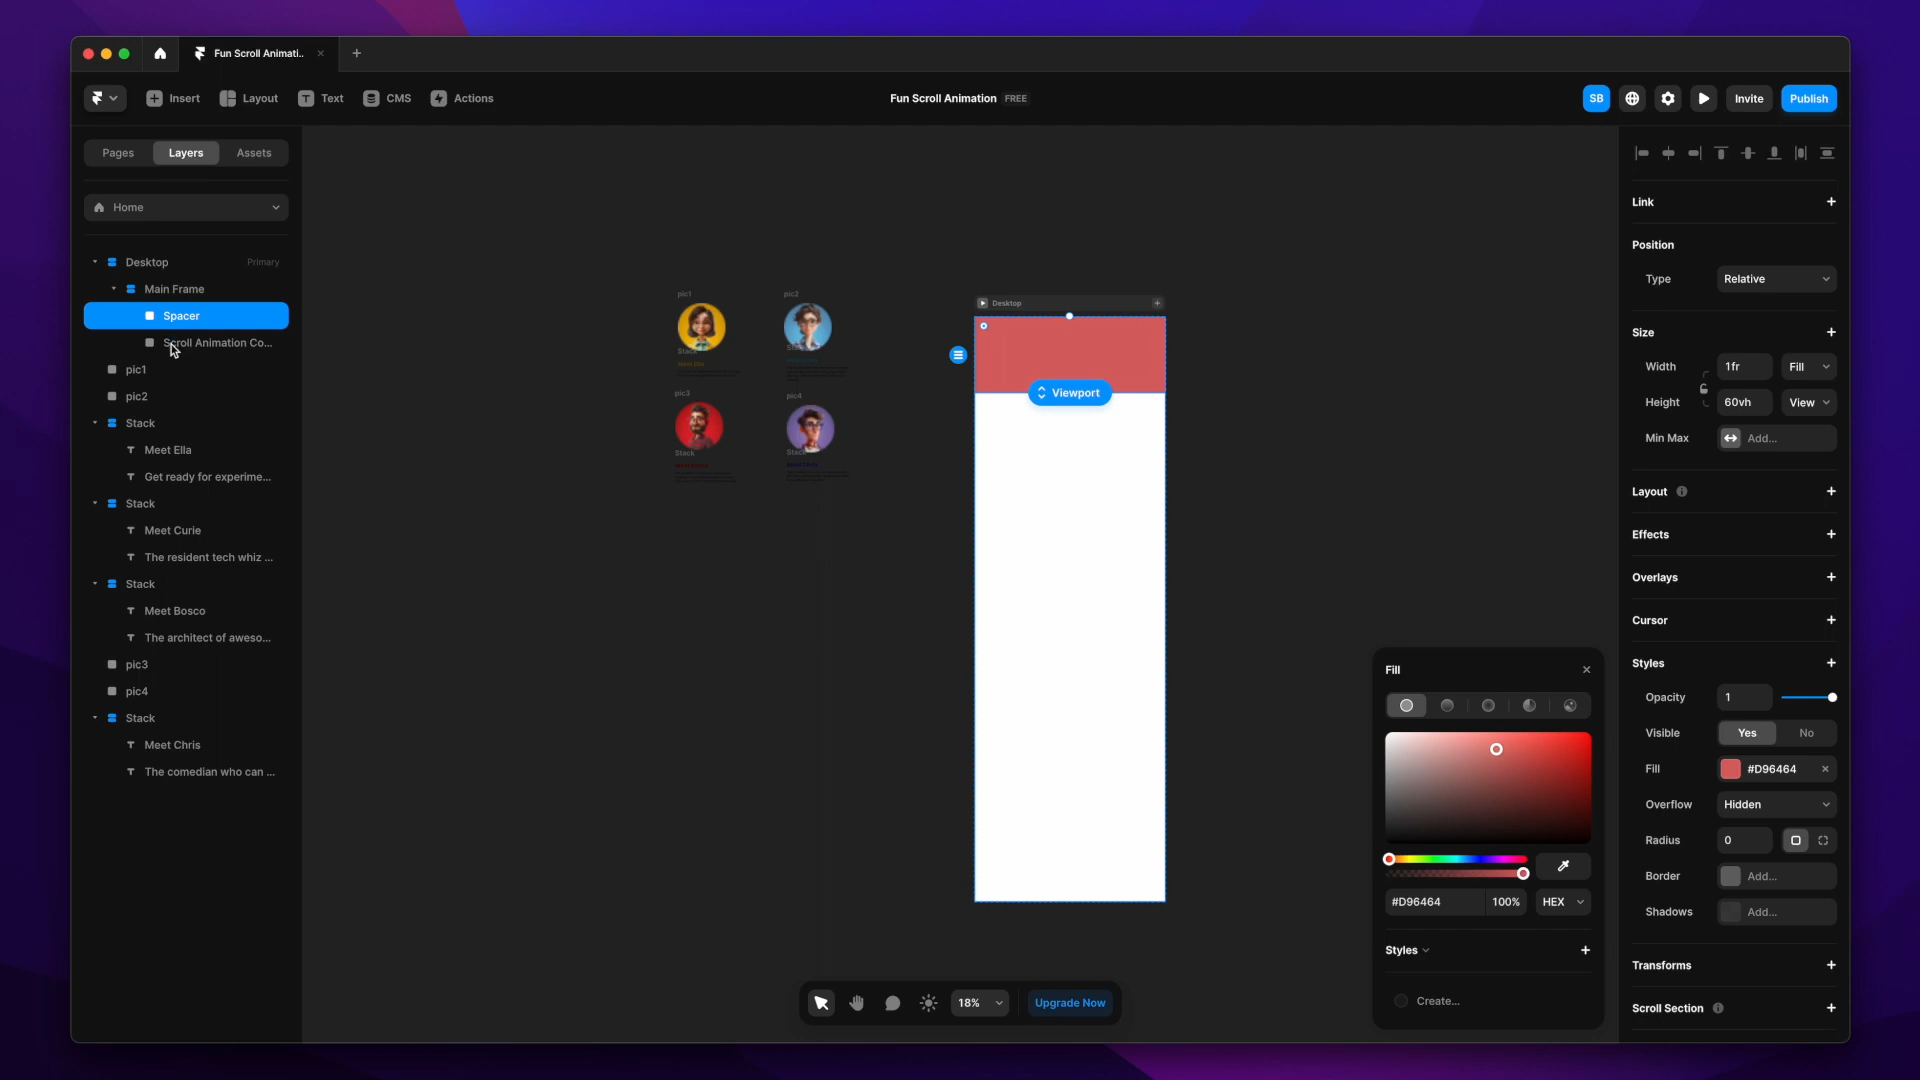 Fun Scroll Animati..
Insert
Layout
Text
CMS
Actions
Fun Scroll Animation FREE
SB
Invite
Publish
Pages
Layers
Assets
Home
Desktop
Primary
Main Frame
Spacer
Scroll Animation Co...
pic1
pic2
Stack
Meet Ella
Get ready for experime...
Stack
Meet Curie
The resident tech whiz ...
Stack
Meet Bosco
The architect of aweso...
pic3
pic4
Stack
Meet Chris
The comedian who can ...
pic1
pic2
Stack
pic3
pic4
Stack
Stack
Desktop
Viewport
18%
Upgrade Now
Fill
#D96464
100%
HEX
Styles
Create...
Link
Position
Type
Relative
Size
Width
1fr
Fill
Height
60vh
View
Min Max
Add...
Layout
Effects
Overlays
Cursor
Styles
Opacity
1
Visible
Yes
No
Fill
#D96464
Overflow
Hidden
Radius
0
Border
Add...
Shadows
Add...
Transforms
Scroll Section